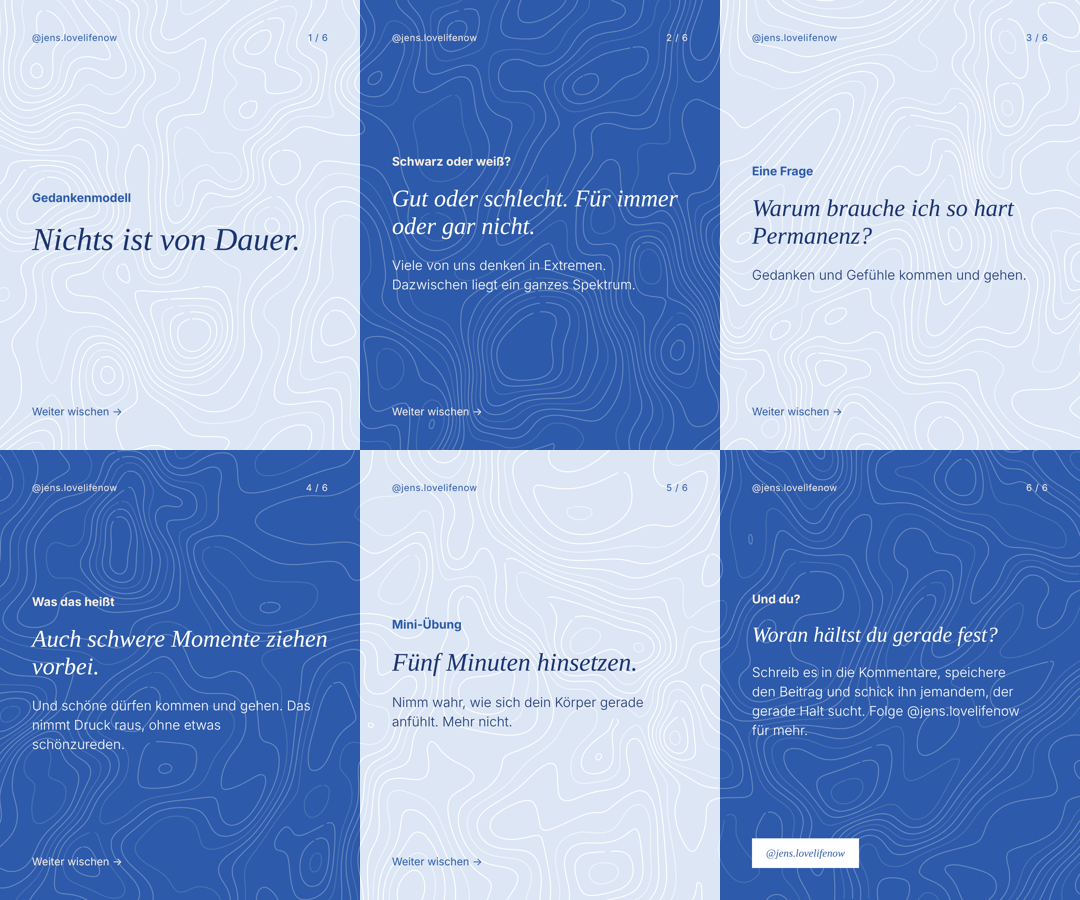 @jens.lovelifenow
1 / 6
Gedankenmodell
Nichts ist von Dauer.
Weiter wischen →
@jens.lovelifenow
2 / 6
Schwarz oder weiß?
Gut oder schlecht. Für immer
oder gar nicht.
Viele von uns denken in Extremen.
Dazwischen liegt ein ganzes Spektrum.
Weiter wischen →
@jens.lovelifenow
3 / 6
Eine Frage
Warum brauche ich so hart
Permanenz?
Gedanken und Gefühle kommen und gehen.
Weiter wischen →
@jens.lovelifenow
4 / 6
Was das heißt
Auch schwere Momente ziehen
vorbei.
Und schöne dürfen kommen und gehen. Das
nimmt Druck raus, ohne etwas
schönzureden.
Weiter wischen →
@jens.lovelifenow
5 / 6
Mini-Übung
Fünf Minuten hinsetzen.
Nimm wahr, wie sich dein Körper gerade
anfühlt. Mehr nicht.
Weiter wischen →
@jens.lovelifenow
6 / 6
Und du?
Woran hältst du gerade fest?
Schreib es in die Kommentare, speichere
den Beitrag und schick ihn jemandem, der
gerade Halt sucht. Folge @jens.lovelifenow
für mehr.
@jens.lovelifenow